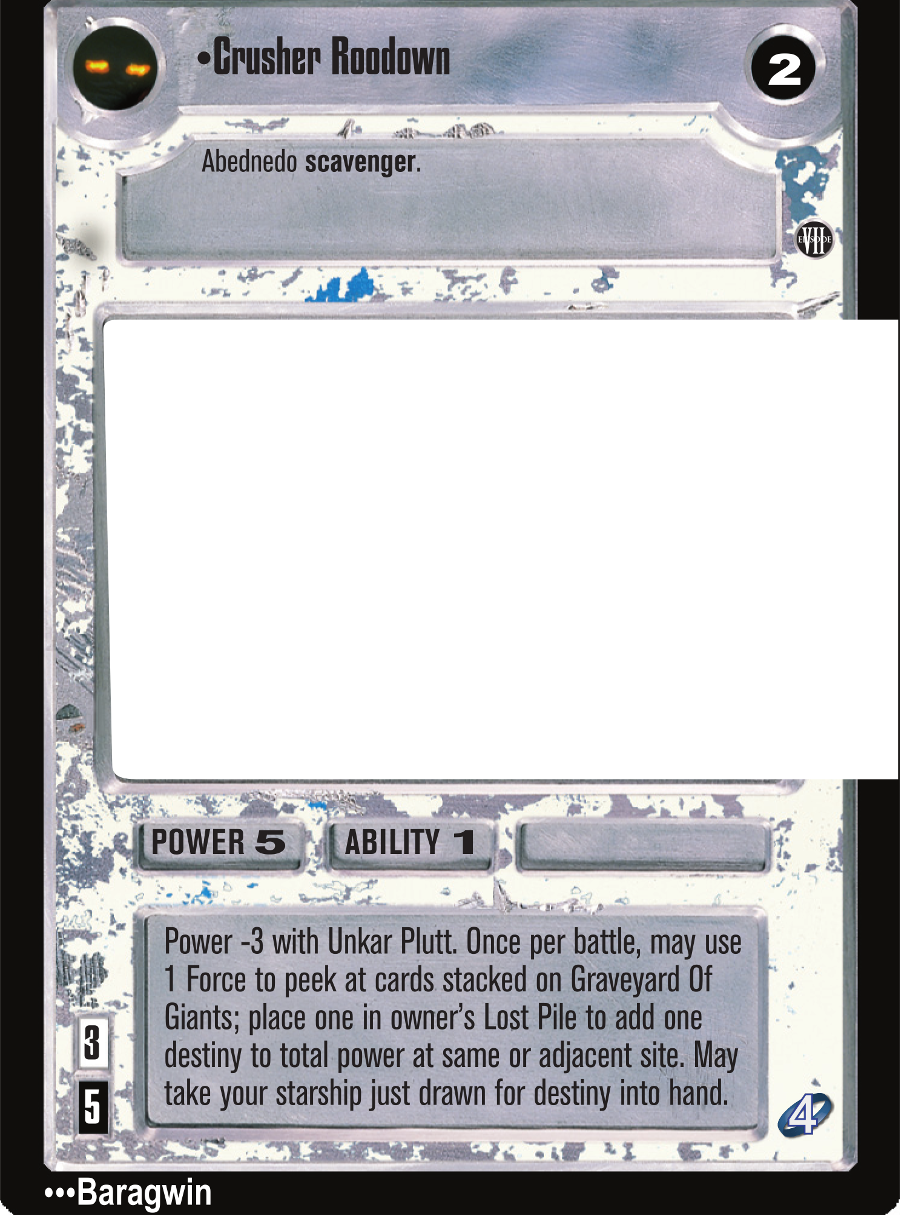 •Crusher Roodown
2
Abednedo scavenger.
EPISODE VII
POWER 5
ABILITY 1
Power -3 with Unkar Plutt. Once per battle, may use
1 Force to peek at cards stacked on Graveyard Of
Giants; place one in owner's Lost Pile to add one
destiny to total power at same or adjacent site. May
take your starship just drawn for destiny into hand.
3
5
4
•••Baragwin